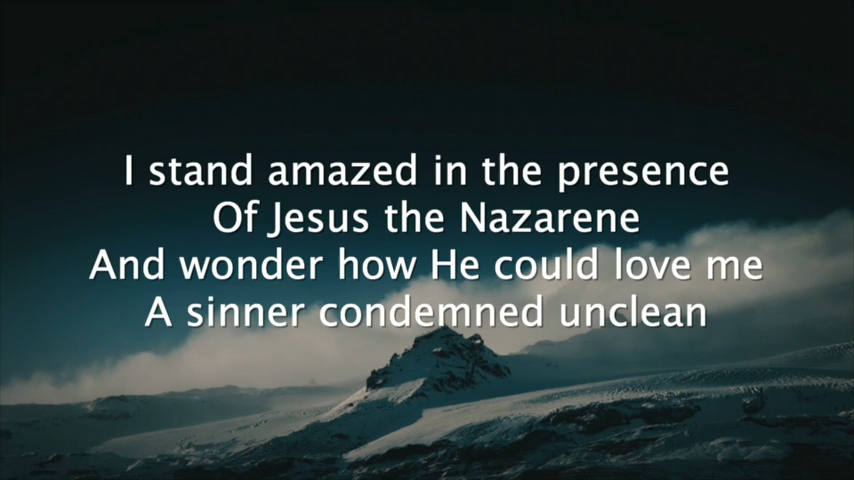 I stand amazed in the presence
Of Jesus the Nazarene
And wonder how He could love me
A sinner condemned unclean